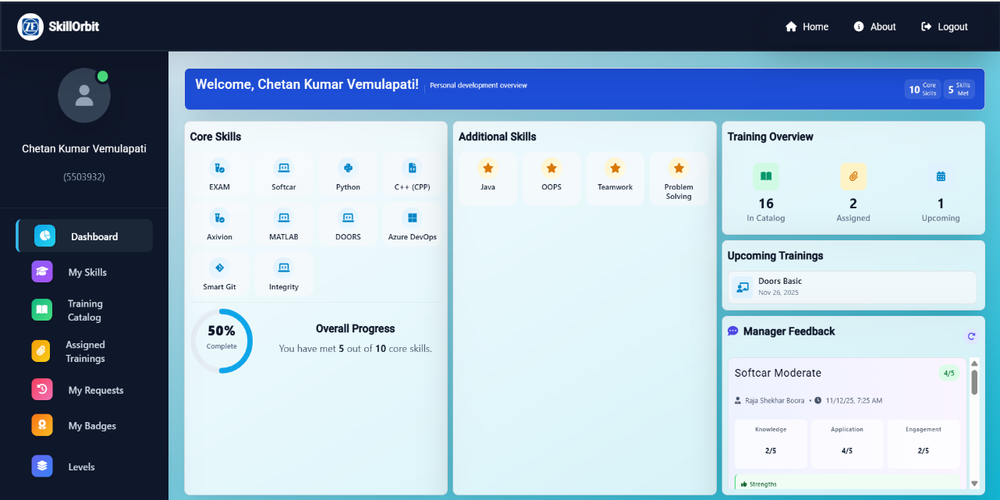 ZF
SkillOrbit
Home
About
Logout
Chetan Kumar Vemulapati
(5503932)
Dashboard
My Skills
Training
Catalog
Assigned
Trainings
My Requests
My Badges
Levels
Welcome, Chetan Kumar Vemulapati!
Personal development overview
10 Core
Skills
5 Skills
Met
Core Skills
EXAM
Softcar
Python
C++ (CPP)
Axivion
MATLAB
DOORS
Azure DevOps
Smart Git
Integrity
50%
Complete
Overall Progress
You have met 5 out of 10 core skills.
Additional Skills
Java
OOPS
Teamwork
Problem
Solving
Training Overview
16
In Catalog
2
Assigned
1
Upcoming
Upcoming Trainings
Doors Basic
Nov 26, 2025
Manager Feedback
Softcar Moderate
4/5
Raja Shekhar Boora • 11/12/25, 7:25 AM
Knowledge
2/5
Application
4/5
Engagement
2/5
Strengths